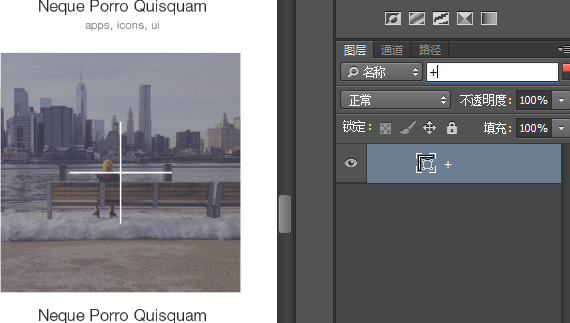 Neque Porro Quisquam
apps, icons, ui
Neque Porro Quisquam
图层 通道 路径
名称 +
正常 不透明度: 100%
锁定: 填充: 100%
+